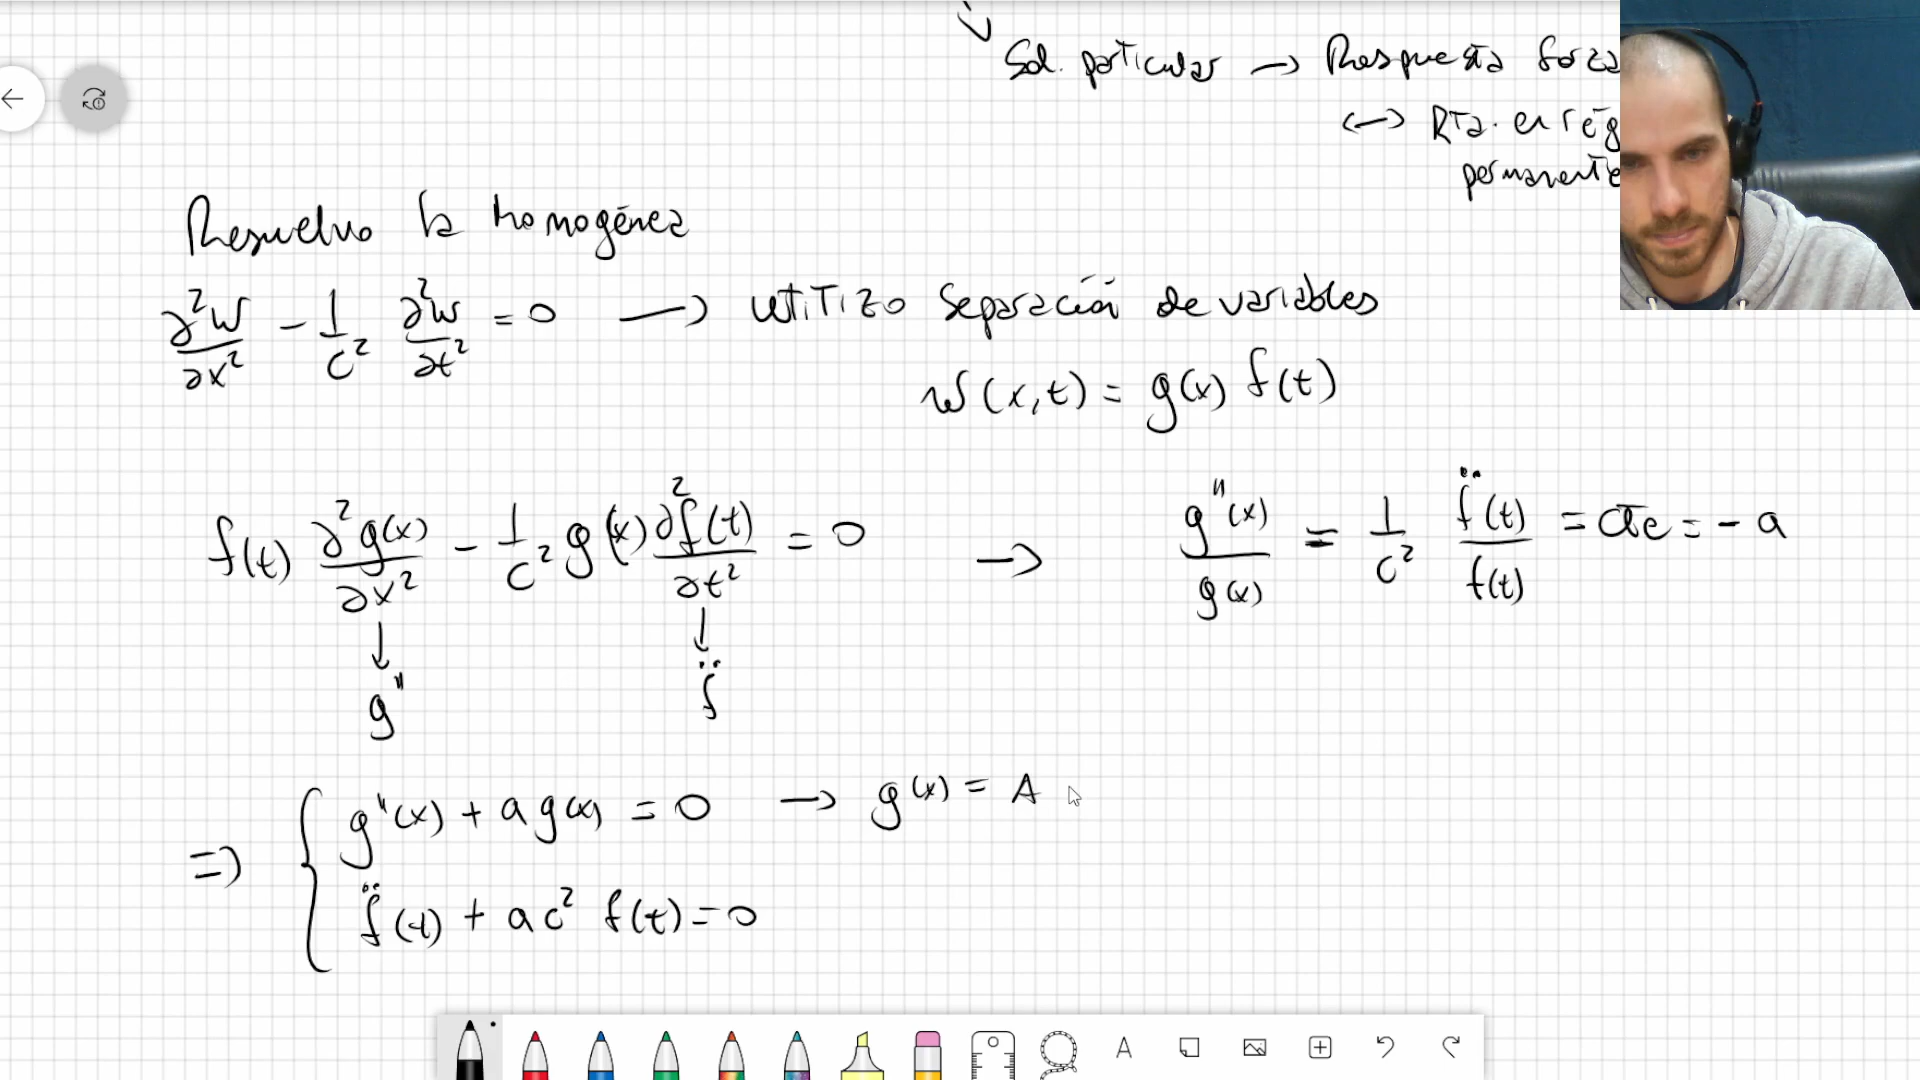 Sol. particular → Respuesta forza
↔ Rta. en rég
permanente
Resuelvo la homogénea
∂²w/∂x² − 1/c² ∂²w/∂t² = 0 → utilizo separación de variables
w(x,t) = g(x) f(t)
f(t) ∂²g(x)/∂x² − 1/c² g(x) ∂²f(t)/∂t² = 0 → g''(x)/g(x) = 1/c² f̈(t)/f(t) = cte = − a
↓ ↓
g'' f̈
⇒ { g''(x) + a g(x) = 0 → g(x) = A
f̈(t) + a c² f(t) = 0